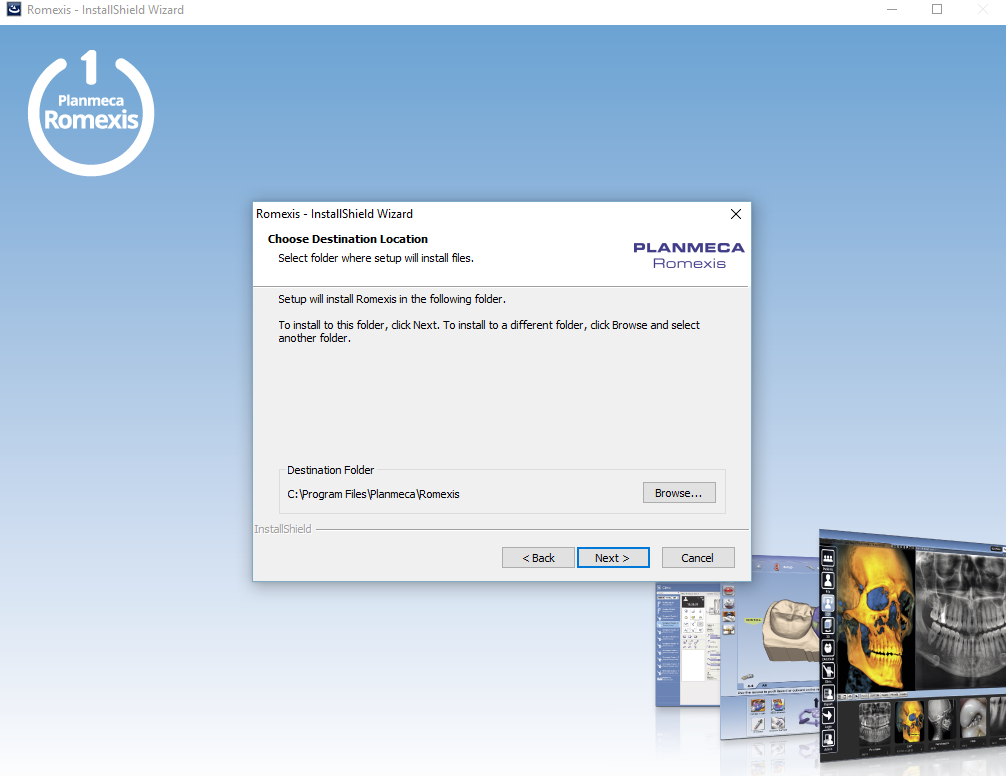 Romexis - InstallShield Wizard
1
Planmeca
Romexis
Romexis - InstallShield Wizard
Choose Destination Location
Select folder where setup will install files.
PLANMECA
Romexis
Setup will install Romexis in the following folder.
To install to this folder, click Next. To install to a different folder, click Browse and select
another folder.
Destination Folder
C:\Program Files\Planmeca\Romexis
Browse...
InstallShield
< Back
Next >
Cancel